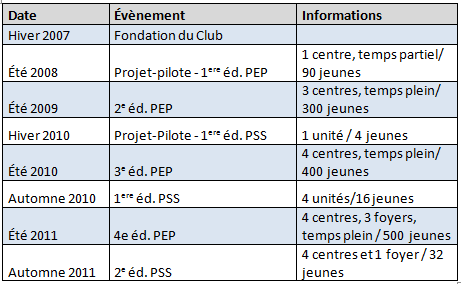 Date Évènement Informations
Hiver 2007 Fondation du Club
Été 2008 Projet-pilote - 1ere éd. PEP 1 centre, temps partiel/
90 jeunes
Été 2009 2e éd. PEP 3 centres, temps plein/
300 jeunes
Hiver 2010 Projet-Pilote - 1ere éd. PSS 1 unité / 4 jeunes
Été 2010 3e éd. PEP 4 centres, temps plein/
400 jeunes
Automne 2010 1ere éd. PSS 4 unités/16 jeunes
Été 2011 4e éd. PEP 4 centres, 3 foyers,
temps plein / 500 jeunes
Automne 2011 2e éd. PSS 4 centres et 1 foyer / 32
jeunes